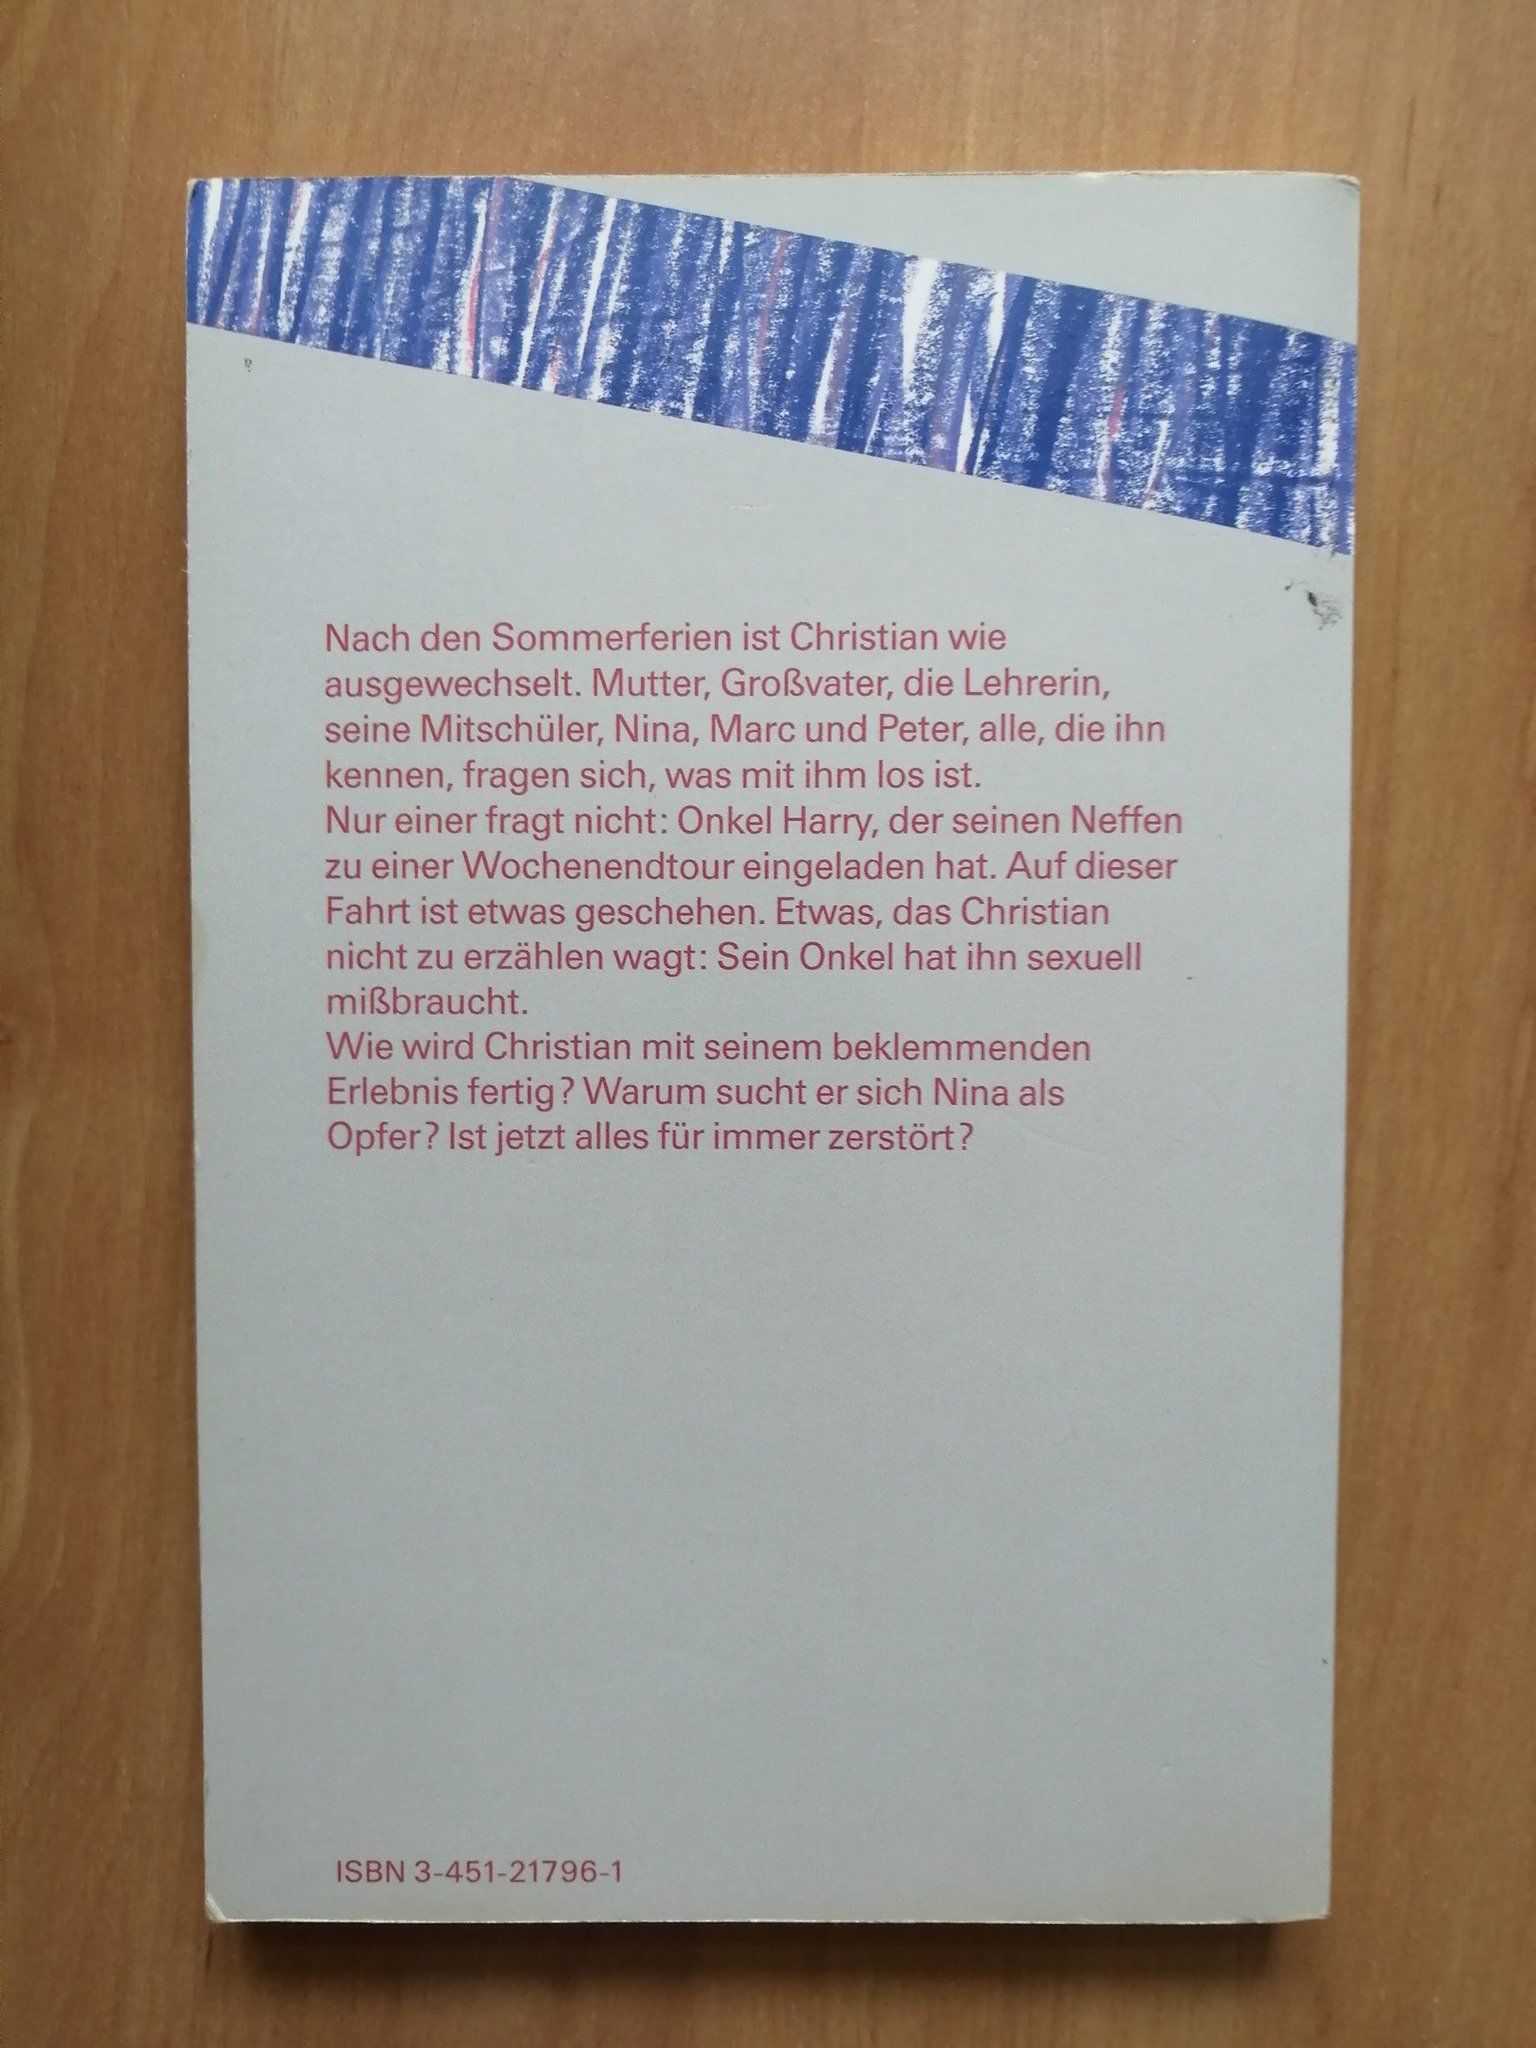 Nach den Sommerferien ist Christian wie
ausgewechselt. Mutter, Großvater, die Lehrerin,
seine Mitschüler, Nina, Marc und Peter, alle, die ihn
kennen, fragen sich, was mit ihm los ist.
Nur einer fragt nicht: Onkel Harry, der seinen Neffen
zu einer Wochenendtour eingeladen hat. Auf dieser
Fahrt ist etwas geschehen. Etwas, das Christian
nicht zu erzählen wagt: Sein Onkel hat ihn sexuell
mißbraucht.
Wie wird Christian mit seinem beklemmenden
Erlebnis fertig? Warum sucht er sich Nina als
Opfer? Ist jetzt alles für immer zerstört?
ISBN 3-451-21796-1